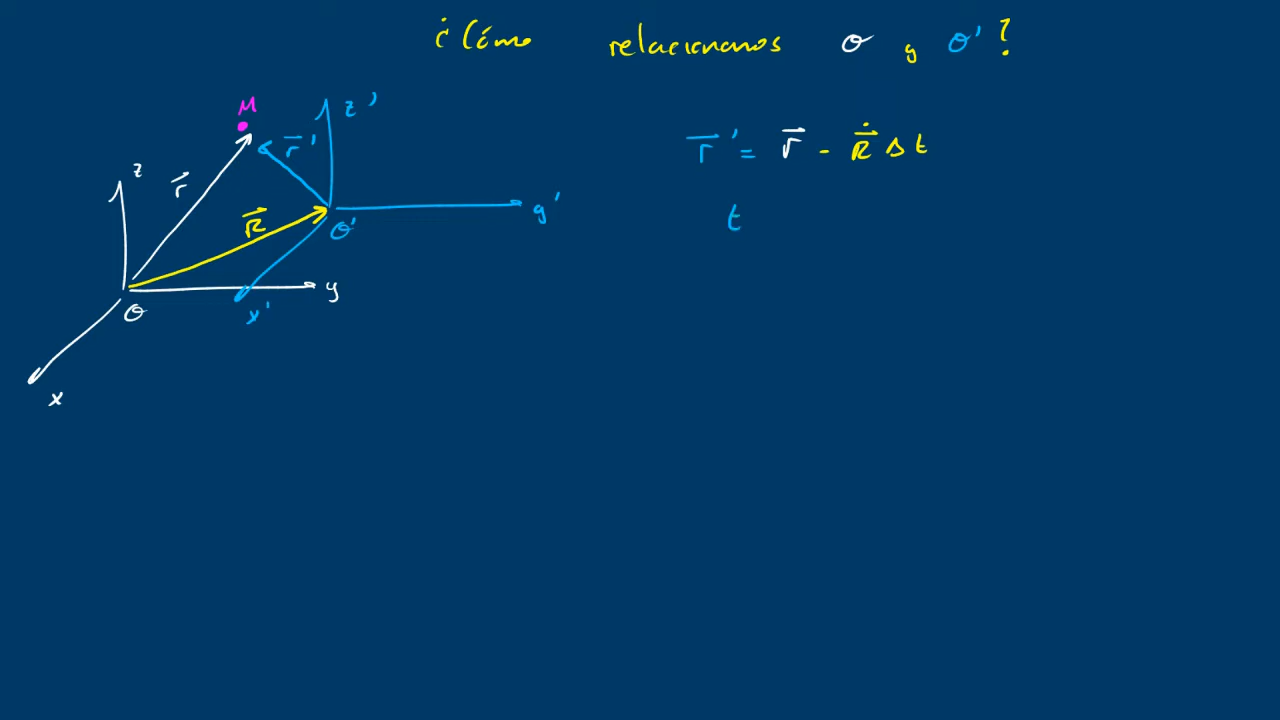 ¿Cómo relacionamos O y O'?
M
z'
r⃗'
z
r⃗
r⃗' = r⃗ - Ṙ⃗ Δt
R⃗
y'
O'
t
y
O
x'
x